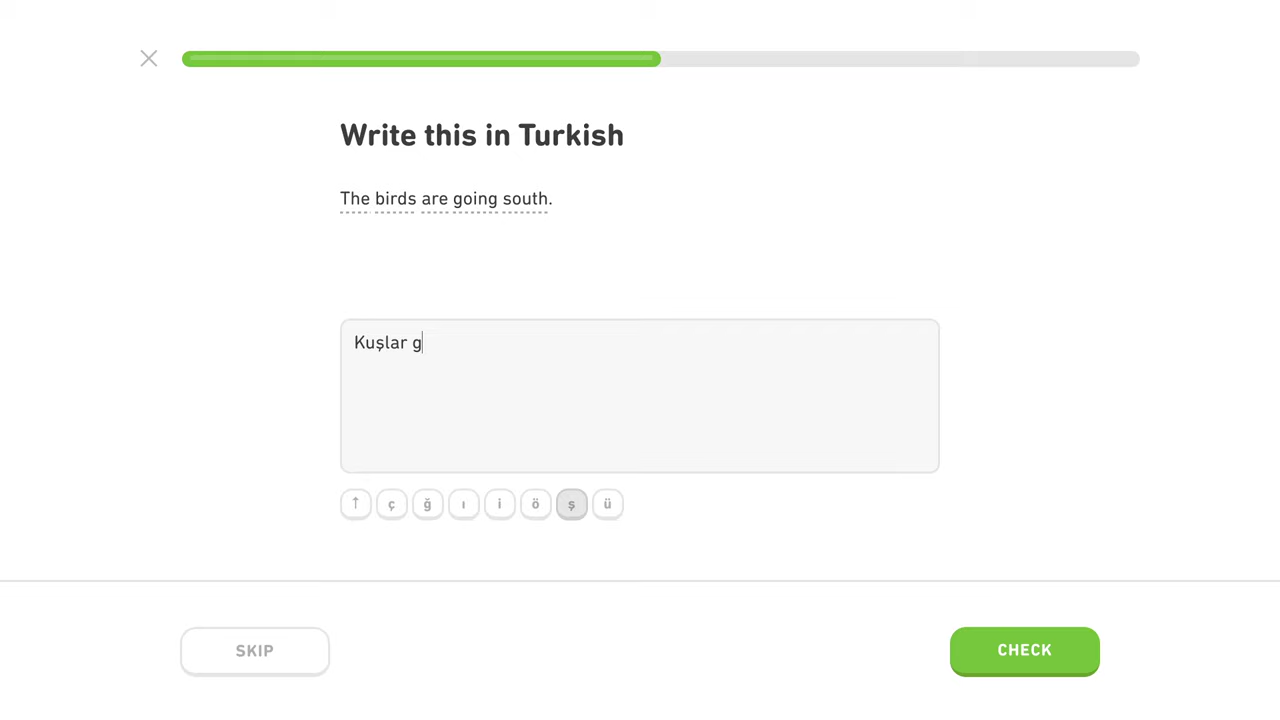 Write this in Turkish
The birds are going south.
Kuşlar g
↑ ç ğ ı i ö ş ü
SKIP
CHECK